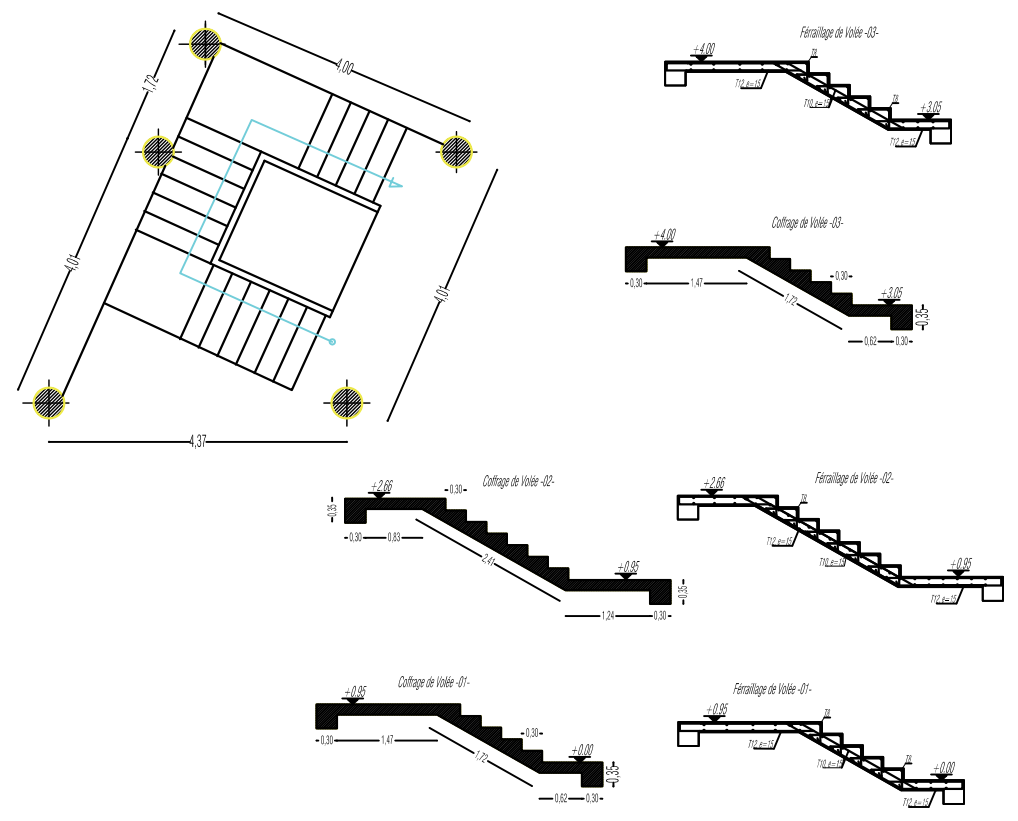 4,00
1,72
4,01
4,01
4,37
Férraillage de Volée -03-
+4.00
T8
T12, e=15
T10, e=15
T8
+3.05
T12, e=15
Coffrage de Volée -03-
+4.00
0,30
1,47
0,30
1,72
+3.05
0,35
0,62
0,30
Coffrage de Volée -02-
+2.66
0,30
0,35
0,30
0,83
2,41
+0.95
0,35
1,24
0,30
Férraillage de Volée -02-
+2.66
T8
T12, e=15
T10, e=15
+0.95
T12, e=15
Coffrage de Volée -01-
+0.95
0,30
1,47
0,30
1,72
+0.00
0,35
0,62
0,30
Férraillage de Volée -01-
+0.95
T8
T12, e=15
T10, e=15
T8
+0.00
T12, e=15